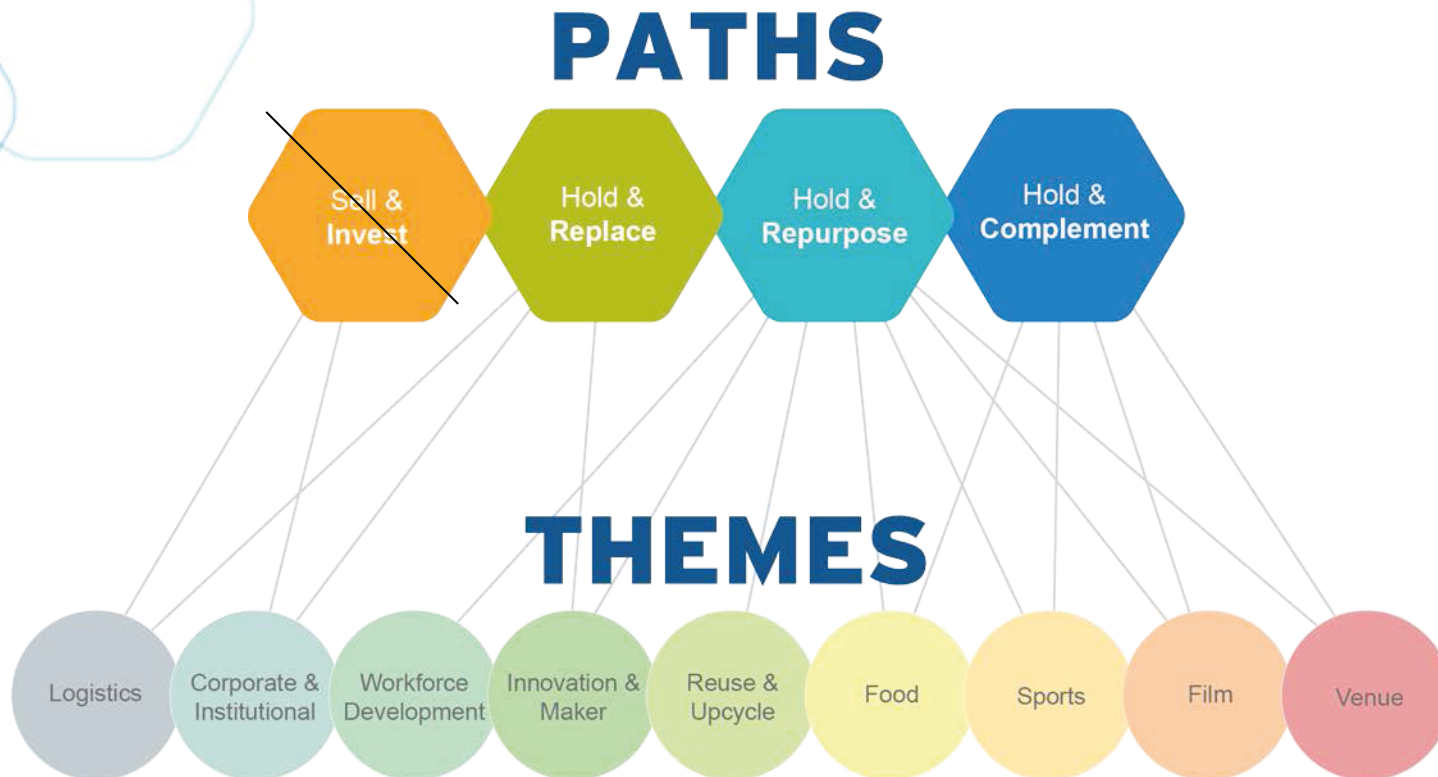 PATHS
Sell &
Invest
Hold &
Replace
Hold &
Repurpose
Hold &
Complement
THEMES
Logistics
Corporate &
Institutional
Workforce
Development
Innovation &
Maker
Reuse &
Upcycle
Food
Sports
Film
Venue